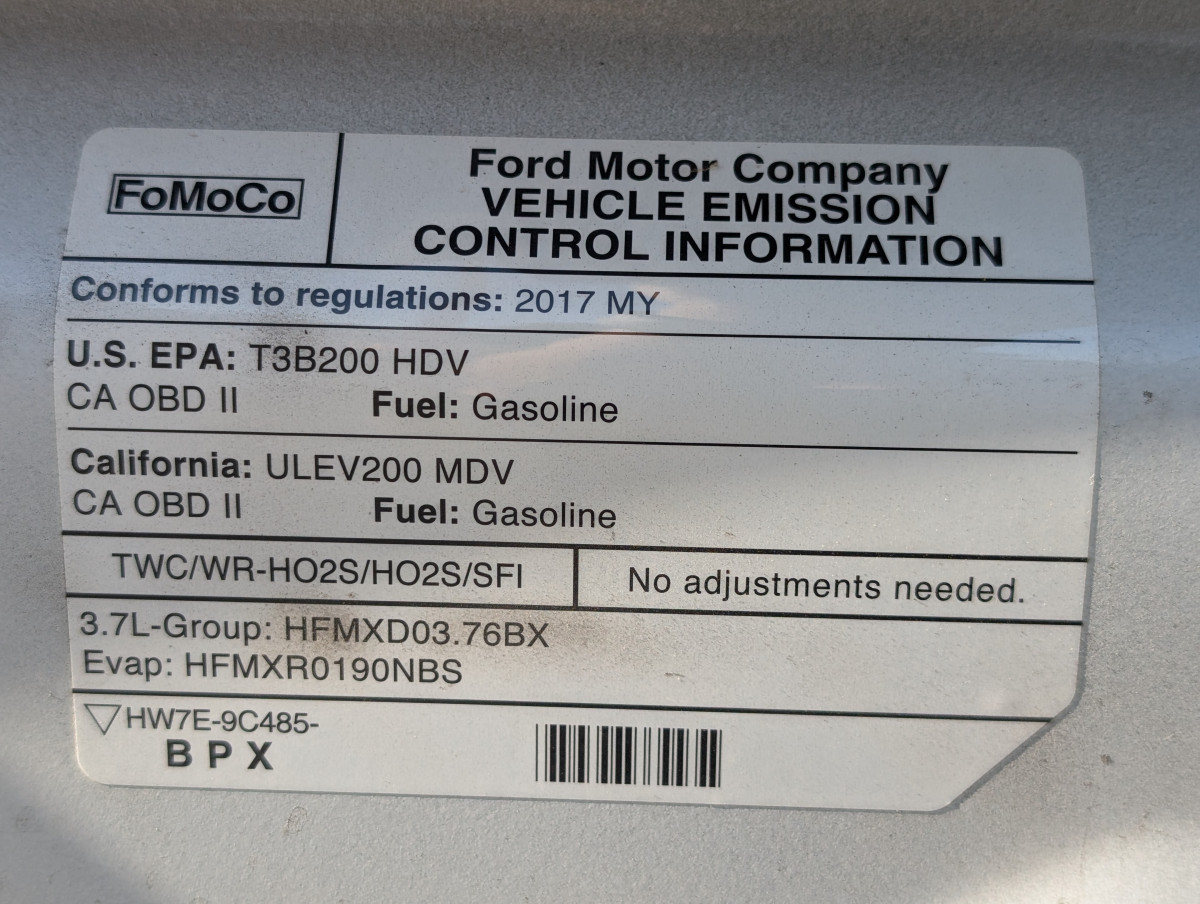 FoMoCo
Ford Motor Company
VEHICLE EMISSION
CONTROL INFORMATION
Conforms to regulations: 2017 MY
U.S. EPA: T3B200 HDV
CA OBD II Fuel: Gasoline
California: ULEV200 MDV
CA OBD II Fuel: Gasoline
TWC/WR-HO2S/HO2S/SFI
No adjustments needed.
3.7L-Group: HFMXD03.76BX
Evap: HFMXR0190NBS
HW7E-9C485-
B P X